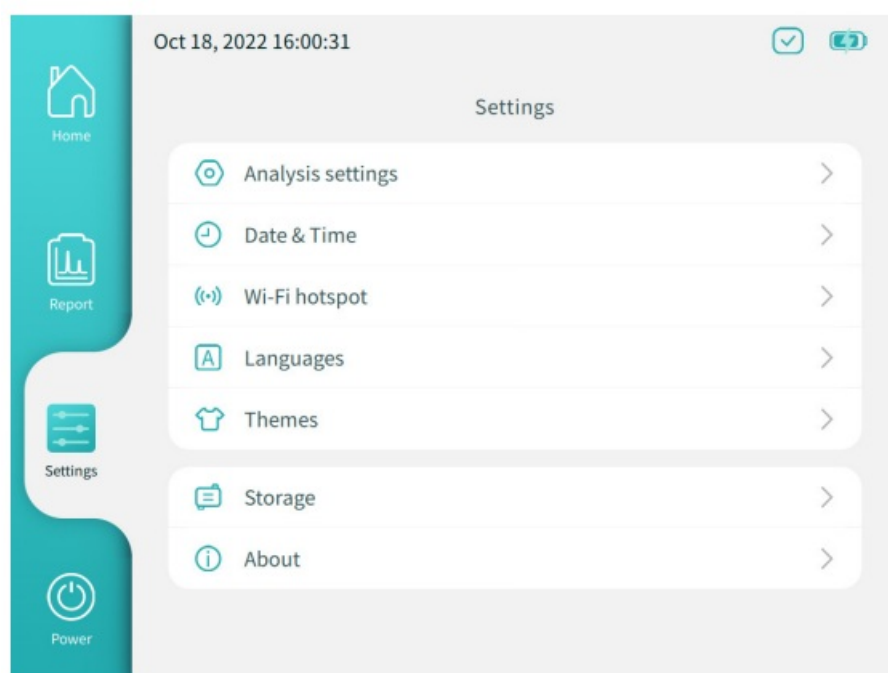 Oct 18, 2022 16:00:31
Settings
Home
Analysis settings
Date & Time
Report
Wi-Fi hotspot
A Languages
Themes
Settings
Storage
About
Power